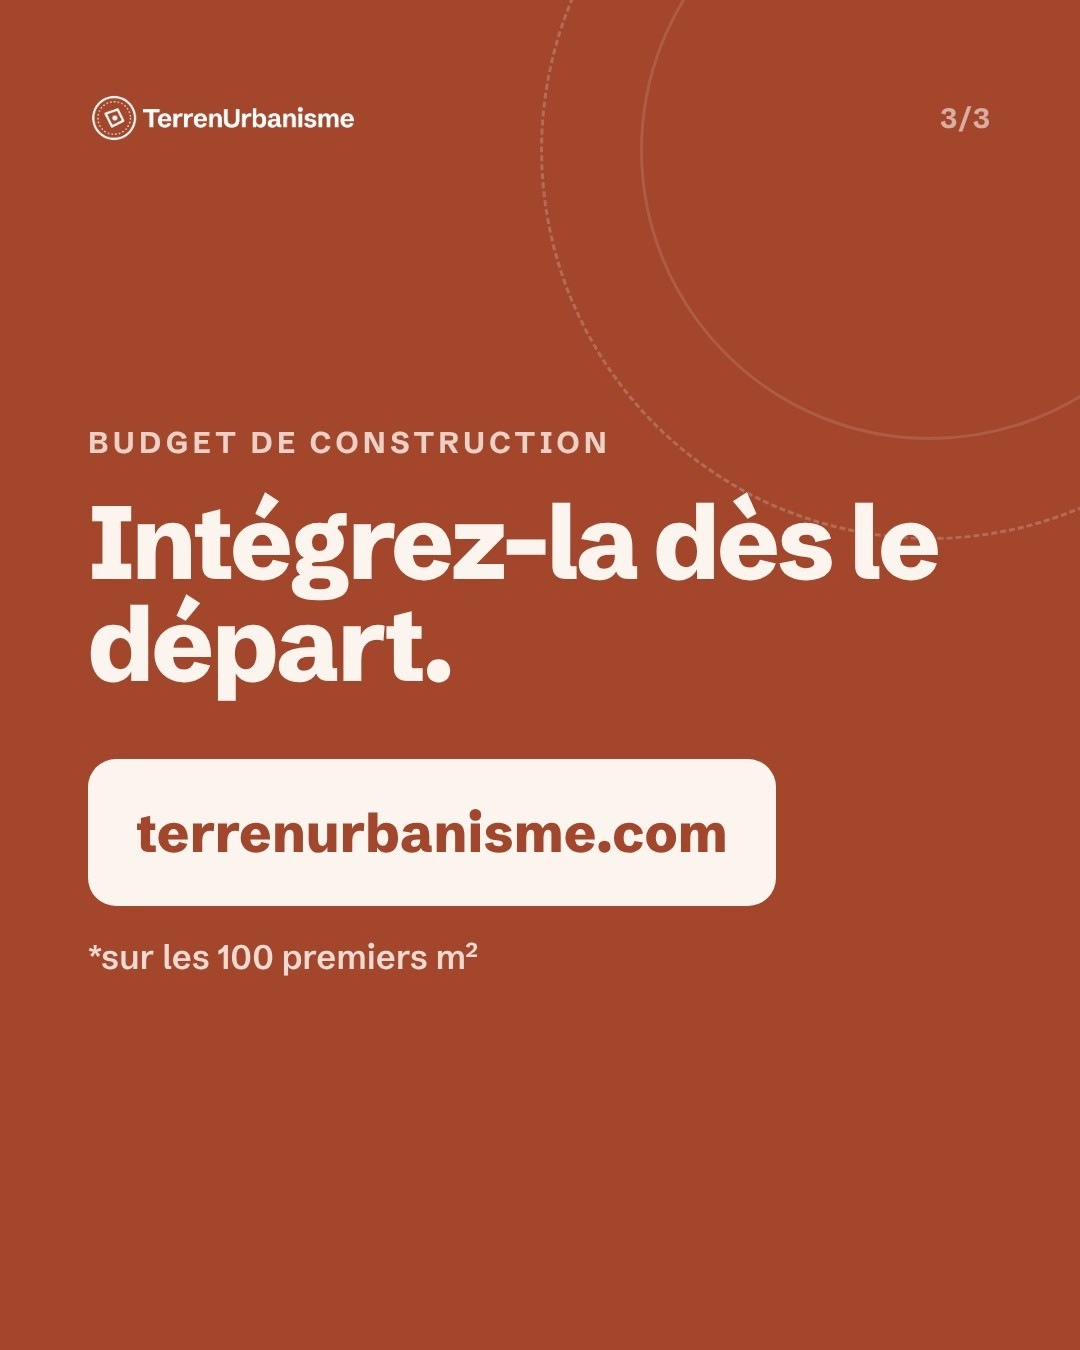 TerrenUrbanisme
3/3
BUDGET DE CONSTRUCTION
Intégrez-la dès le
départ.
terrenurbanisme.com
*sur les 100 premiers m²